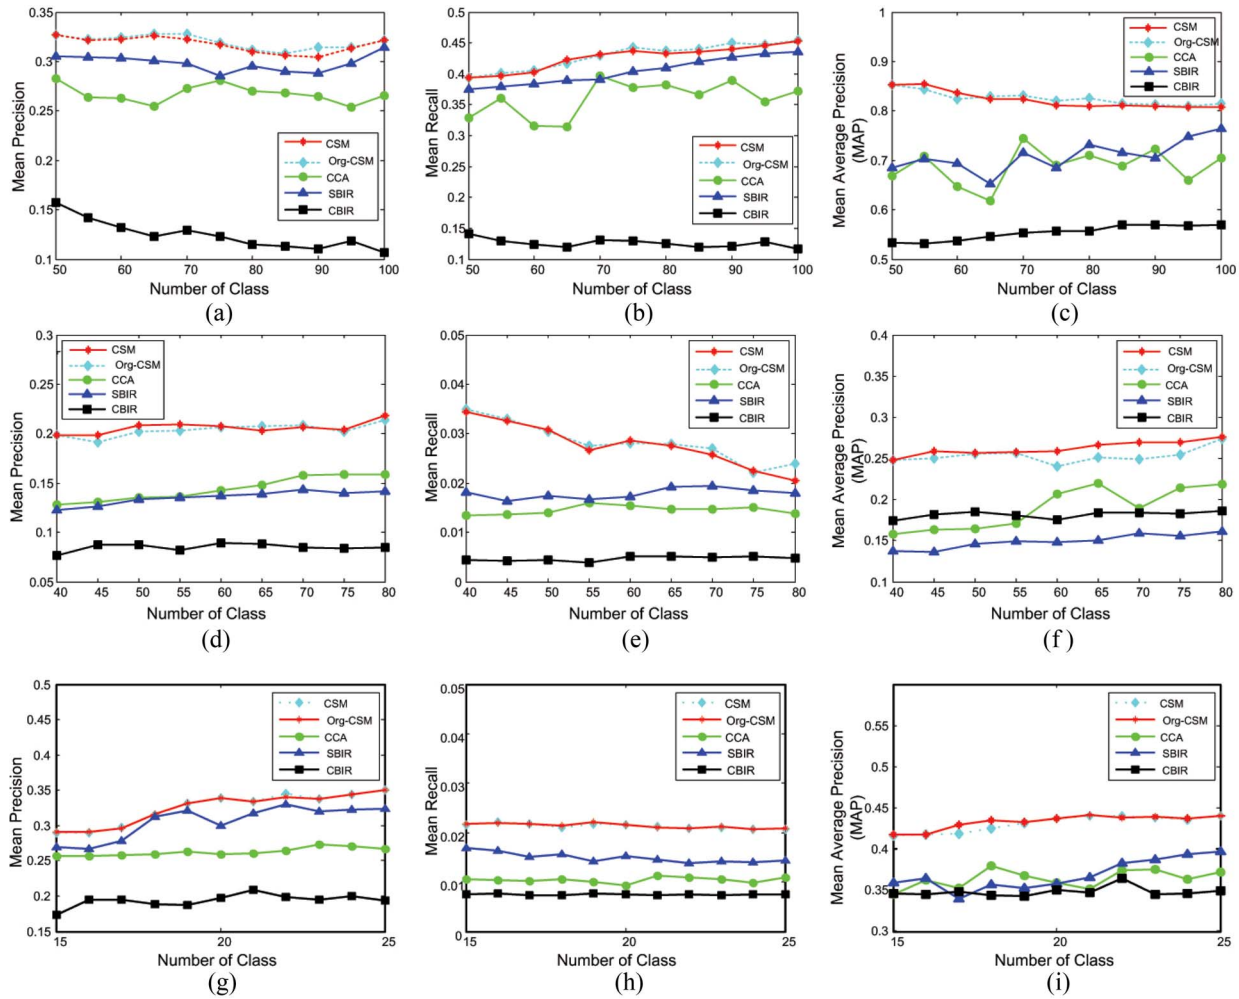 0.35
0.3
0.25
0.2
0.15
0.1
Mean Precision
CSM
Org-CSM
CCA
SBIR
CBIR
50 60 70 80 90 100
Number of Class
(a)
0.5
0.45
0.4
0.35
0.3
0.25
0.2
0.15
0.1
Mean Recall
CSM
Org-CSM
CCA
SBIR
CBIR
50 60 70 80 90 100
Number of Class
(b)
1
0.9
0.8
0.7
0.6
0.5
Mean Average Precision
(MAP)
CSM
Org-CSM
CCA
SBIR
CBIR
50 60 70 80 90 100
Number of Class
(c)
0.3
0.25
0.2
0.15
0.1
0.05
Mean Precision
CSM
Org-CSM
CCA
SBIR
CBIR
40 45 50 55 60 65 70 75 80
Number of Class
(d)
0.05
0.04
0.03
0.02
0.01
0
Mean Recall
CSM
Org-CSM
CCA
SBIR
CBIR
40 45 50 55 60 65 70 75 80
Number of Class
(e)
0.4
0.35
0.3
0.25
0.2
0.15
0.1
Mean Average Precision
(MAP)
CSM
Org-CSM
CCA
SBIR
CBIR
40 45 50 55 60 65 70 75 80
Number of Class
(f)
0.5
0.45
0.4
0.35
0.3
0.25
0.2
0.15
Mean Precision
CSM
Org-CSM
CCA
SBIR
CBIR
15 20 25
Number of Class
(g)
0.05
0.04
0.03
0.02
0.01
0
Mean Recall
CSM
Org-CSM
CCA
SBIR
CBIR
15 20 25
Number of Class
(h)
0.55
0.5
0.45
0.4
0.35
0.3
Mean Average Precision
(MAP)
CSM
Org-CSM
CCA
SBIR
CBIR
15 20 25
Number of Class
(i)